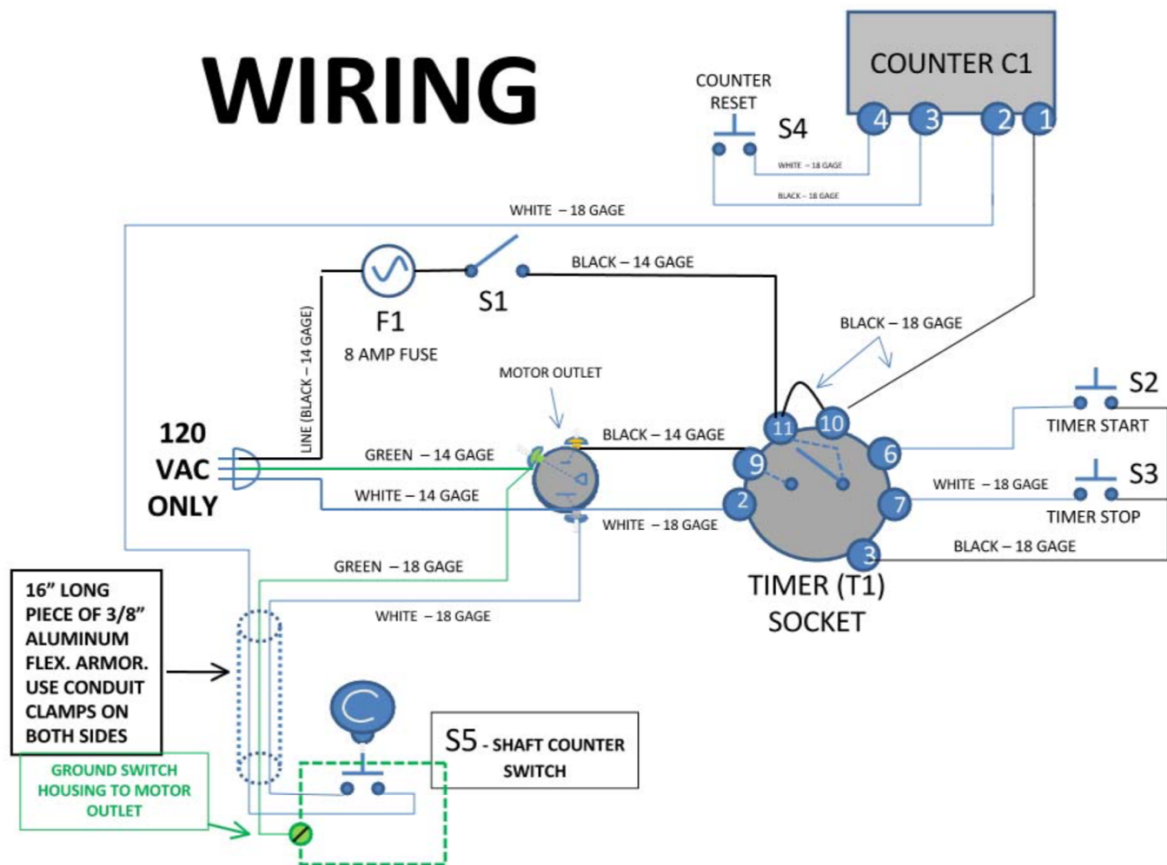 WIRING
COUNTER C1
4 3 2 1
COUNTER
RESET
S4
WHITE – 18 GAGE
BLACK – 18 GAGE
WHITE – 18 GAGE
BLACK – 14 GAGE
S1
F1
8 AMP FUSE
LINE (BLACK – 14 GAGE)
BLACK – 18 GAGE
MOTOR OUTLET
S2
TIMER START
120
VAC
ONLY
GREEN – 14 GAGE
BLACK – 14 GAGE
11 10
9 6
2 7
3
S3
WHITE – 18 GAGE
TIMER STOP
WHITE – 14 GAGE
WHITE – 18 GAGE
BLACK – 18 GAGE
GREEN – 18 GAGE
TIMER (T1)
SOCKET
WHITE – 18 GAGE
16” LONG
PIECE OF 3/8”
ALUMINUM
FLEX. ARMOR.
USE CONDUIT
CLAMPS ON
BOTH SIDES
C
S5 - SHAFT COUNTER
SWITCH
GROUND SWITCH
HOUSING TO MOTOR
OUTLET